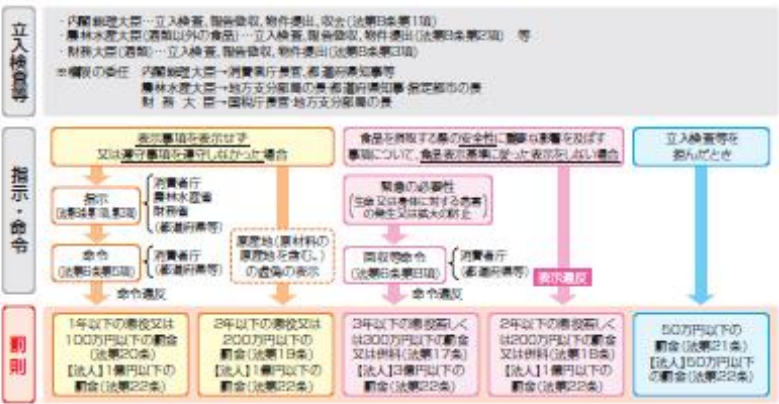 立入検査等
・内閣総理大臣…立入検査、報告徴収、物件提出、収去(法第8条第1項)
・農林水産大臣(酒類以外の食品)…立入検査、報告徴収、物件提出(法第8条第2項) 等
・財務大臣(酒類)…立入検査、報告徴収、物件提出(法第8条第3項)
※権限の委任 内閣総理大臣→消費者庁長官、都道府県知事等
農林水産大臣→地方支分部局の長・都道府県知事・指定都市の長
財務大臣→国税庁長官・地方支分部局の長
指示・命令
表示事項を表示せず
又は遵守事項を遵守しなかった場合
指示
(法第6条第1項、第3項)
消費者庁
農林水産省
財務省
(都道府県等)
命令
(法第6条第5項)
消費者庁
(都道府県等)
命令違反
原産地(原材料の
原産地を含む。)
の虚偽の表示
食品を摂取する際の安全性に重要な影響を及ぼす
事項について、食品表示基準に従った表示をしない場合
緊急の必要性
生命又は身体に対する危害
の発生又は拡大の防止
回収等命令
(法第6条第8項)
消費者庁
(都道府県等)
命令違反
表示違反
立入検査等を
拒んだとき
罰則
1年以下の懲役又は
100万円以下の罰金
(法第20条)
【法人】1億円以下の
罰金(法第22条)
2年以下の懲役又は
200万円以下の
罰金(法第19条)
【法人】1億円以下の
罰金(法第22条)
3年以下の懲役若しく
は300万円以下の罰金
又は併科(法第17条)
【法人】3億円以下の
罰金(法第22条)
2年以下の懲役若しく
は200万円以下の罰金
又は併科(法第18条)
【法人】1億円以下の
罰金(法第22条)
50万円以下の
罰金(法第21条)
【法人】50万円以下
の罰金(法第22条)